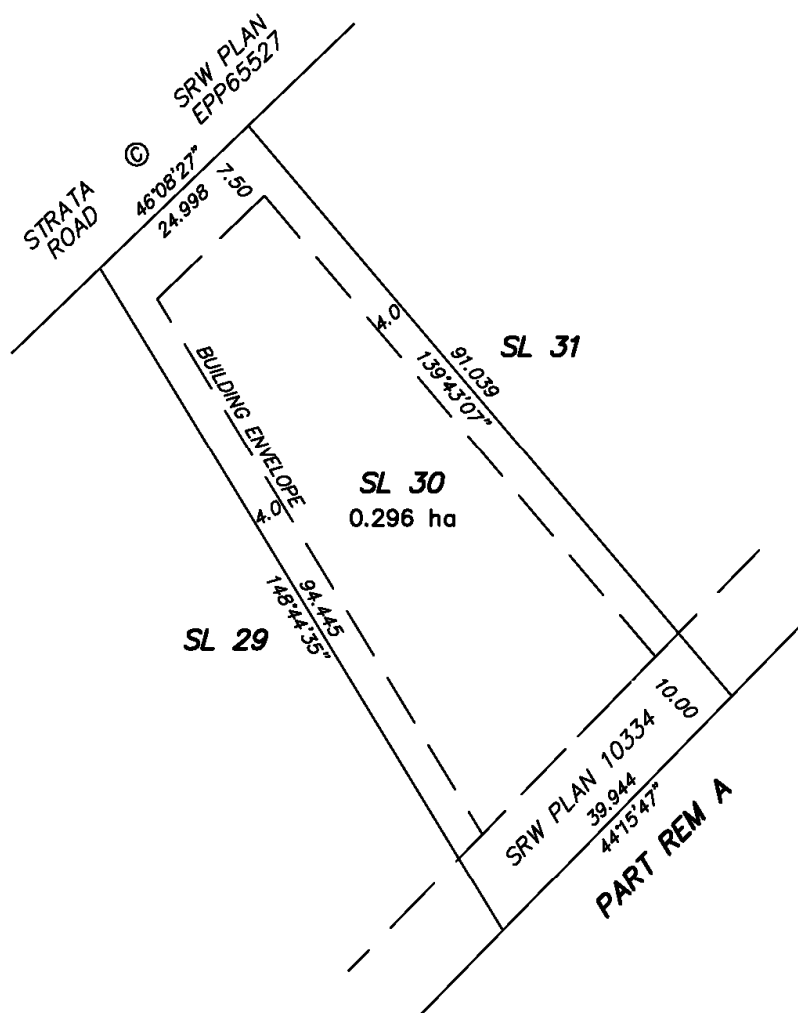 SRW PLAN
EPP65527
©
STRATA
ROAD
46°08'27"
24.998
7.50
4.0
91.039
139°43'07"
SL 31
BUILDING ENVELOPE
SL 30
0.296 ha
4.0
94.445
148°44'35"
SL 29
SRW PLAN 10334
10.00
39.944
44°15'47"
PART REM A